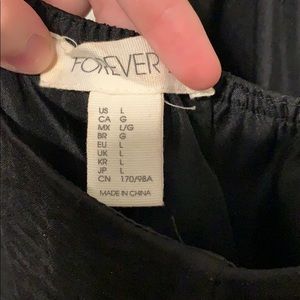 FOREVER
US L
CA G
MX L/G
BR G
EU L
UK L
KR L
JP L
CN 170/98A
MADE IN CHINA